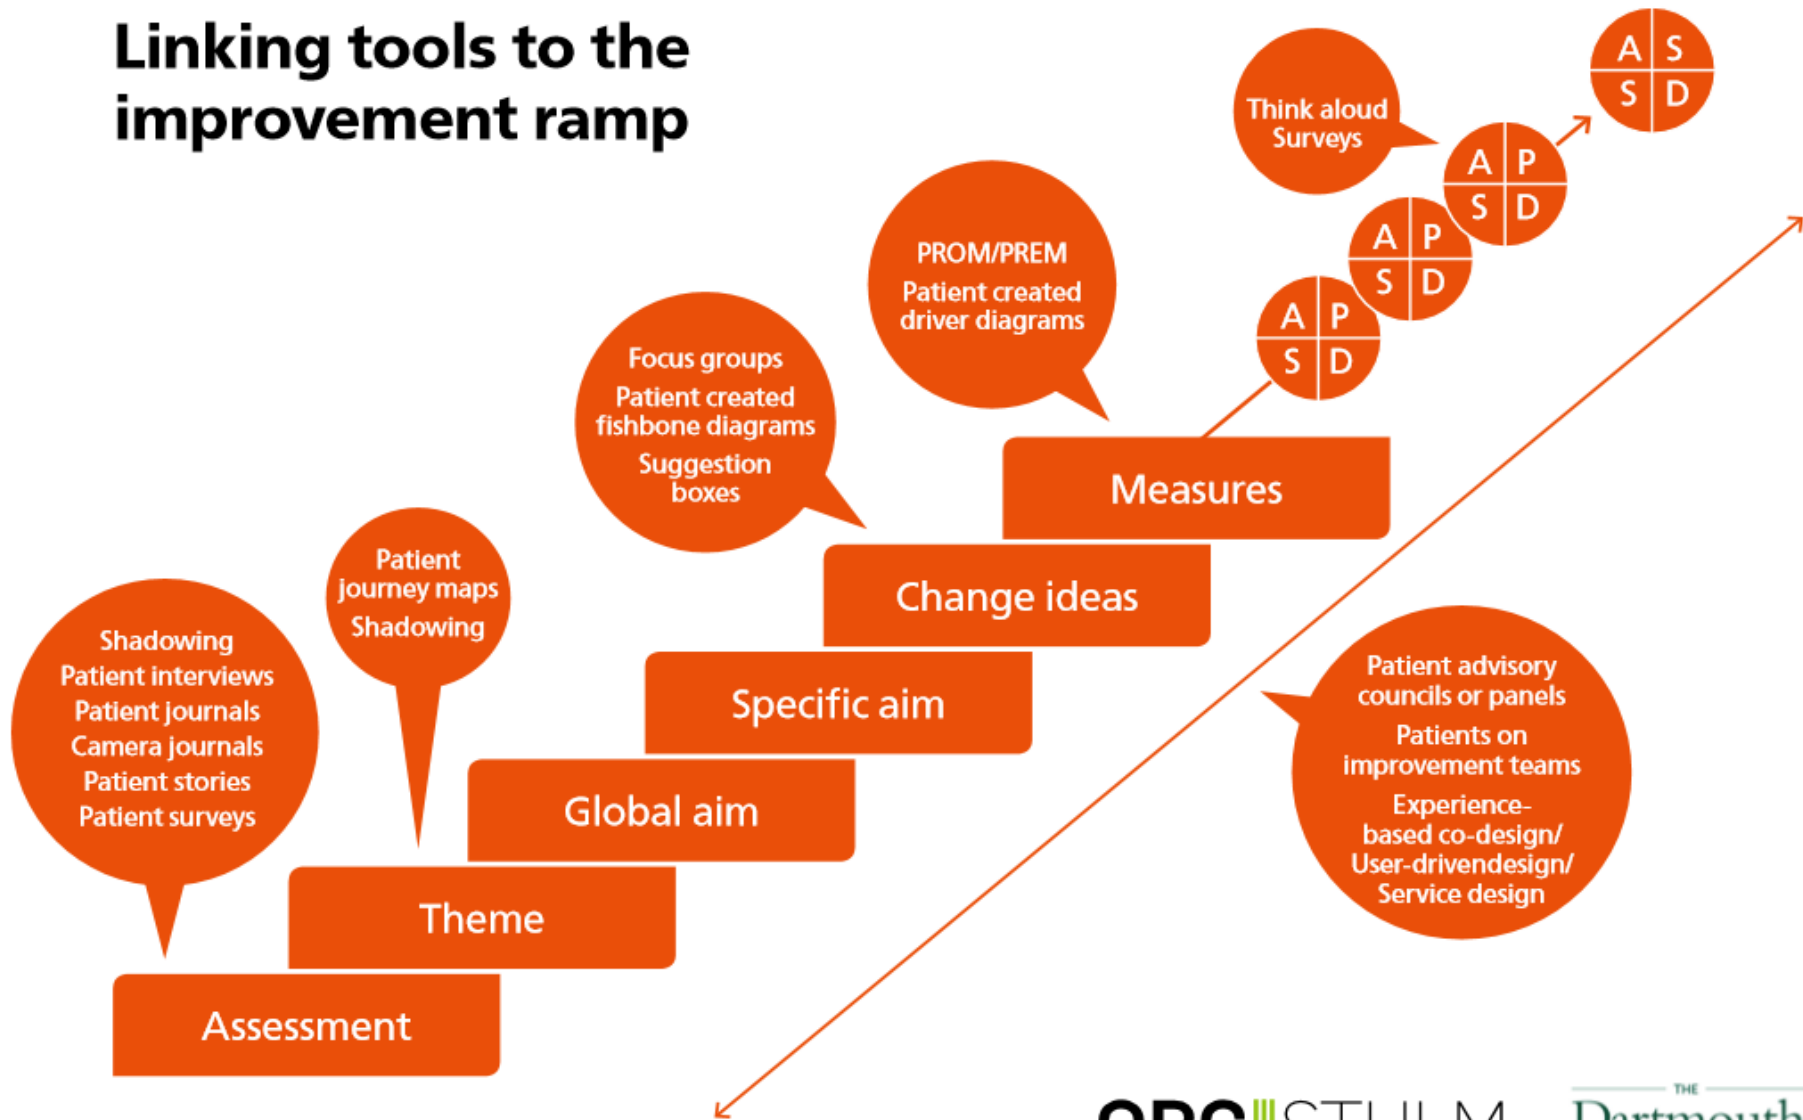 Linking tools to the
improvement ramp
Think aloud
Surveys
A S
S D
A P
S D
A P
S D
A P
S D
PROM/PREM
Patient created
driver diagrams
Focus groups
Patient created
fishbone diagrams
Suggestion
boxes
Measures
Patient
journey maps
Shadowing
Change ideas
Shadowing
Patient interviews
Patient journals
Camera journals
Patient stories
Patient surveys
Specific aim
Patient advisory
councils or panels
Patients on
improvement teams
Experience-
based co-design/
User-drivendesign/
Service design
Global aim
Theme
Assessment
THE
Dartmouth